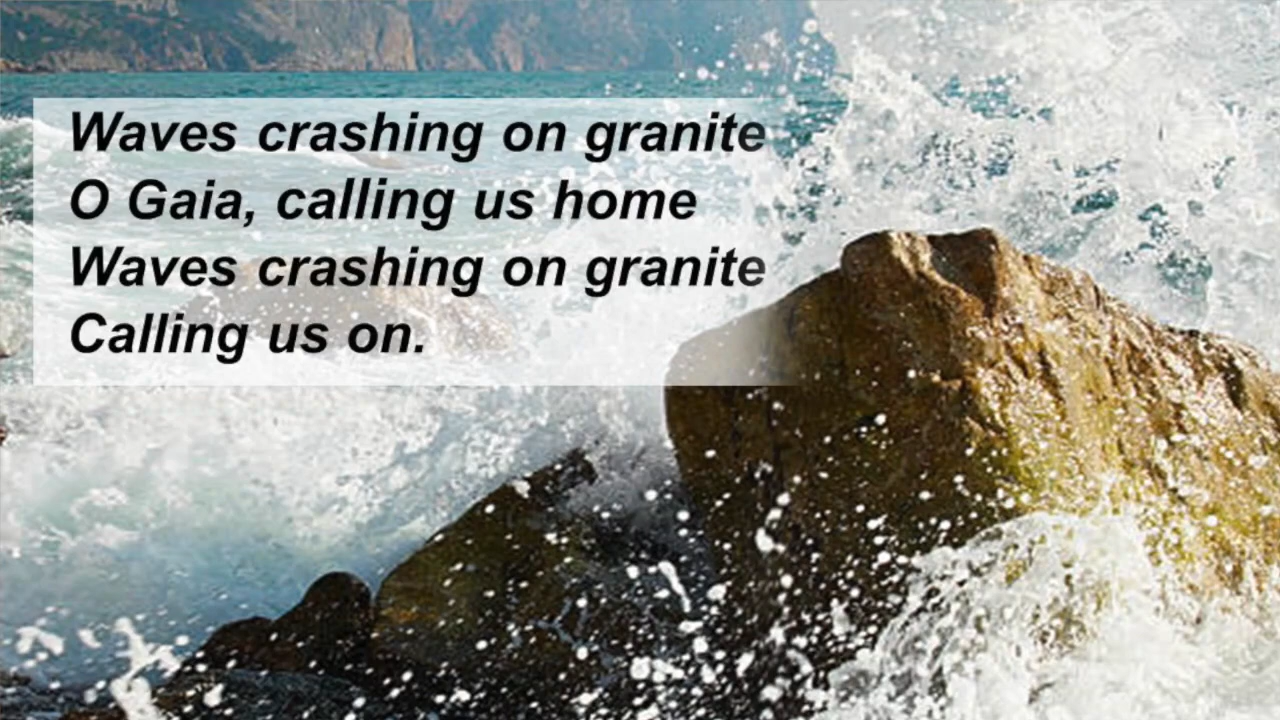 Waves crashing on granite
O Gaia, calling us home
Waves crashing on granite
Calling us on.